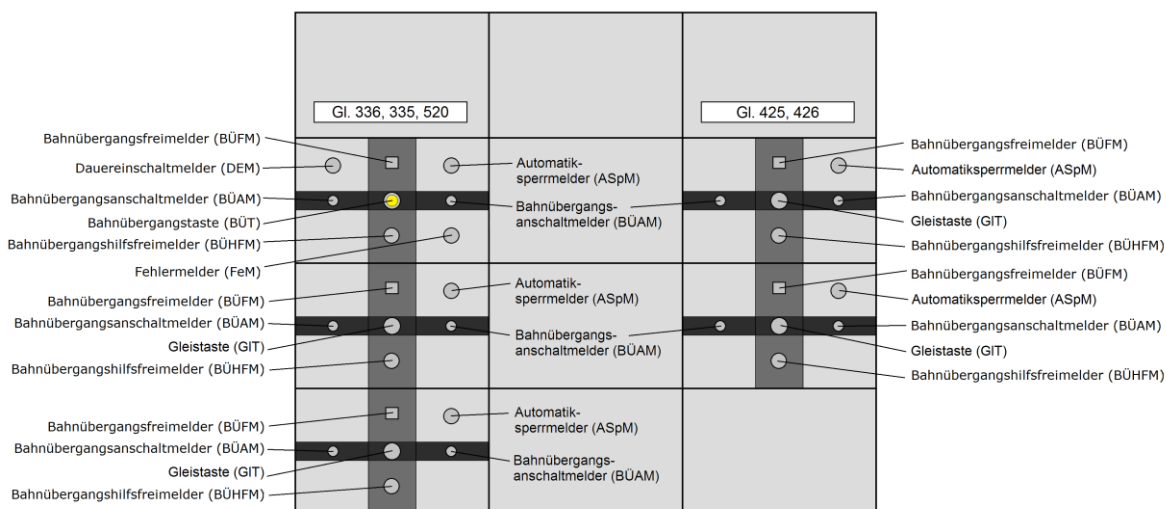 Gl. 336, 335, 520
Gl. 425, 426
Bahnübergangsfreimelder (BÜFM)
Dauereinschaltmelder (DEM)
Bahnübergangsanschaltmelder (BÜAM)
Bahnübergangstaste (BÜT)
Bahnübergangshilfsfreimelder (BÜHFM)
Fehlermelder (FeM)
Bahnübergangsfreimelder (BÜFM)
Bahnübergangsanschaltmelder (BÜAM)
Gleistaste (GlT)
Bahnübergangshilfsfreimelder (BÜHFM)
Bahnübergangsfreimelder (BÜFM)
Bahnübergangsanschaltmelder (BÜAM)
Gleistaste (GlT)
Bahnübergangshilfsfreimelder (BÜHFM)
Automatik-
sperrmelder (ASpM)
Bahnübergangs-
anschaltmelder (BÜAM)
Automatik-
sperrmelder (ASpM)
Bahnübergangs-
anschaltmelder (BÜAM)
Automatik-
sperrmelder (ASpM)
Bahnübergangs-
anschaltmelder (BÜAM)
Bahnübergangsfreimelder (BÜFM)
Automatiksperrmelder (ASpM)
Bahnübergangsanschaltmelder (BÜAM)
Gleistaste (GlT)
Bahnübergangshilfsfreimelder (BÜHFM)
Bahnübergangsfreimelder (BÜFM)
Automatiksperrmelder (ASpM)
Bahnübergangsanschaltmelder (BÜAM)
Gleistaste (GlT)
Bahnübergangshilfsfreimelder (BÜHFM)